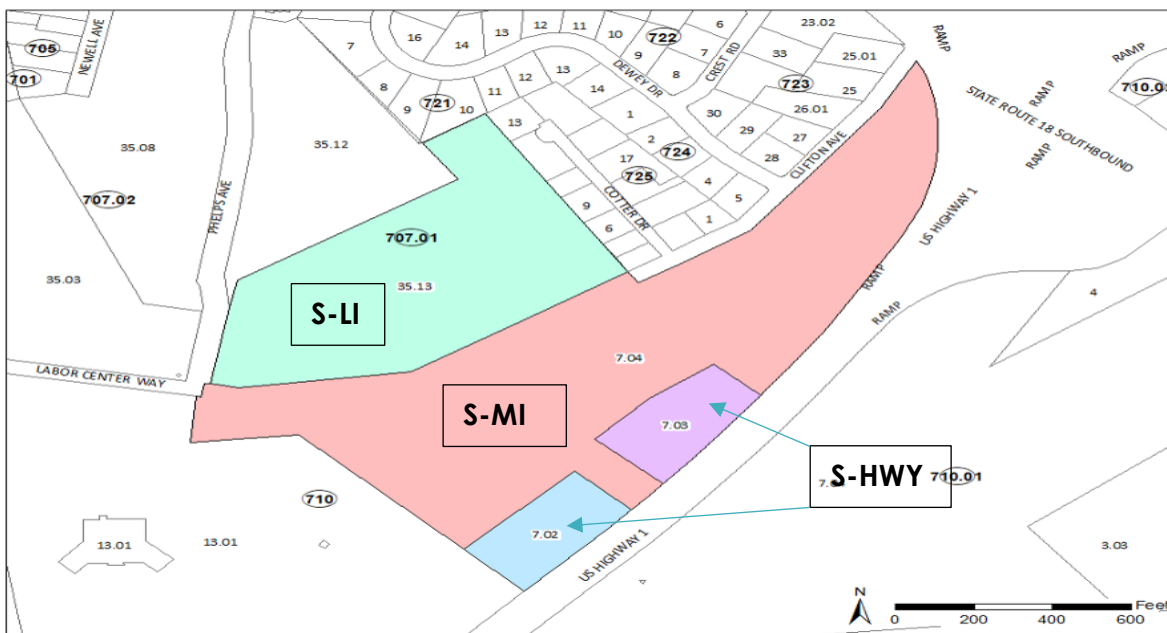 705
NEWELL AVE
701
7
16
14
13
12
11
10
722
9
8
6
7
CREST RD
23.02
33
25.01
723
25
26.01
30
29
27
28
RAMP
RAMP
RAMP
RAMP
STATE ROUTE 18 SOUTHBOUND
8
9
721
10
11
12
13
14
DEWEY DR
13
1
2
724
17
725
4
5
1
COTTER DR
9
6
CLIFTON AVE
35.08
35.12
707.02
PHELPS AVE
707.01
35.03
35.13
S-LI
US HIGHWAY 1
RAMP
RAMP
4
LABOR CENTER WAY
7.04
S-MI
7.03
S-HWY
710.01
710
7.02
13.01
13.01
US HIGHWAY 1
3.03
N
Feet
0 200 400 600